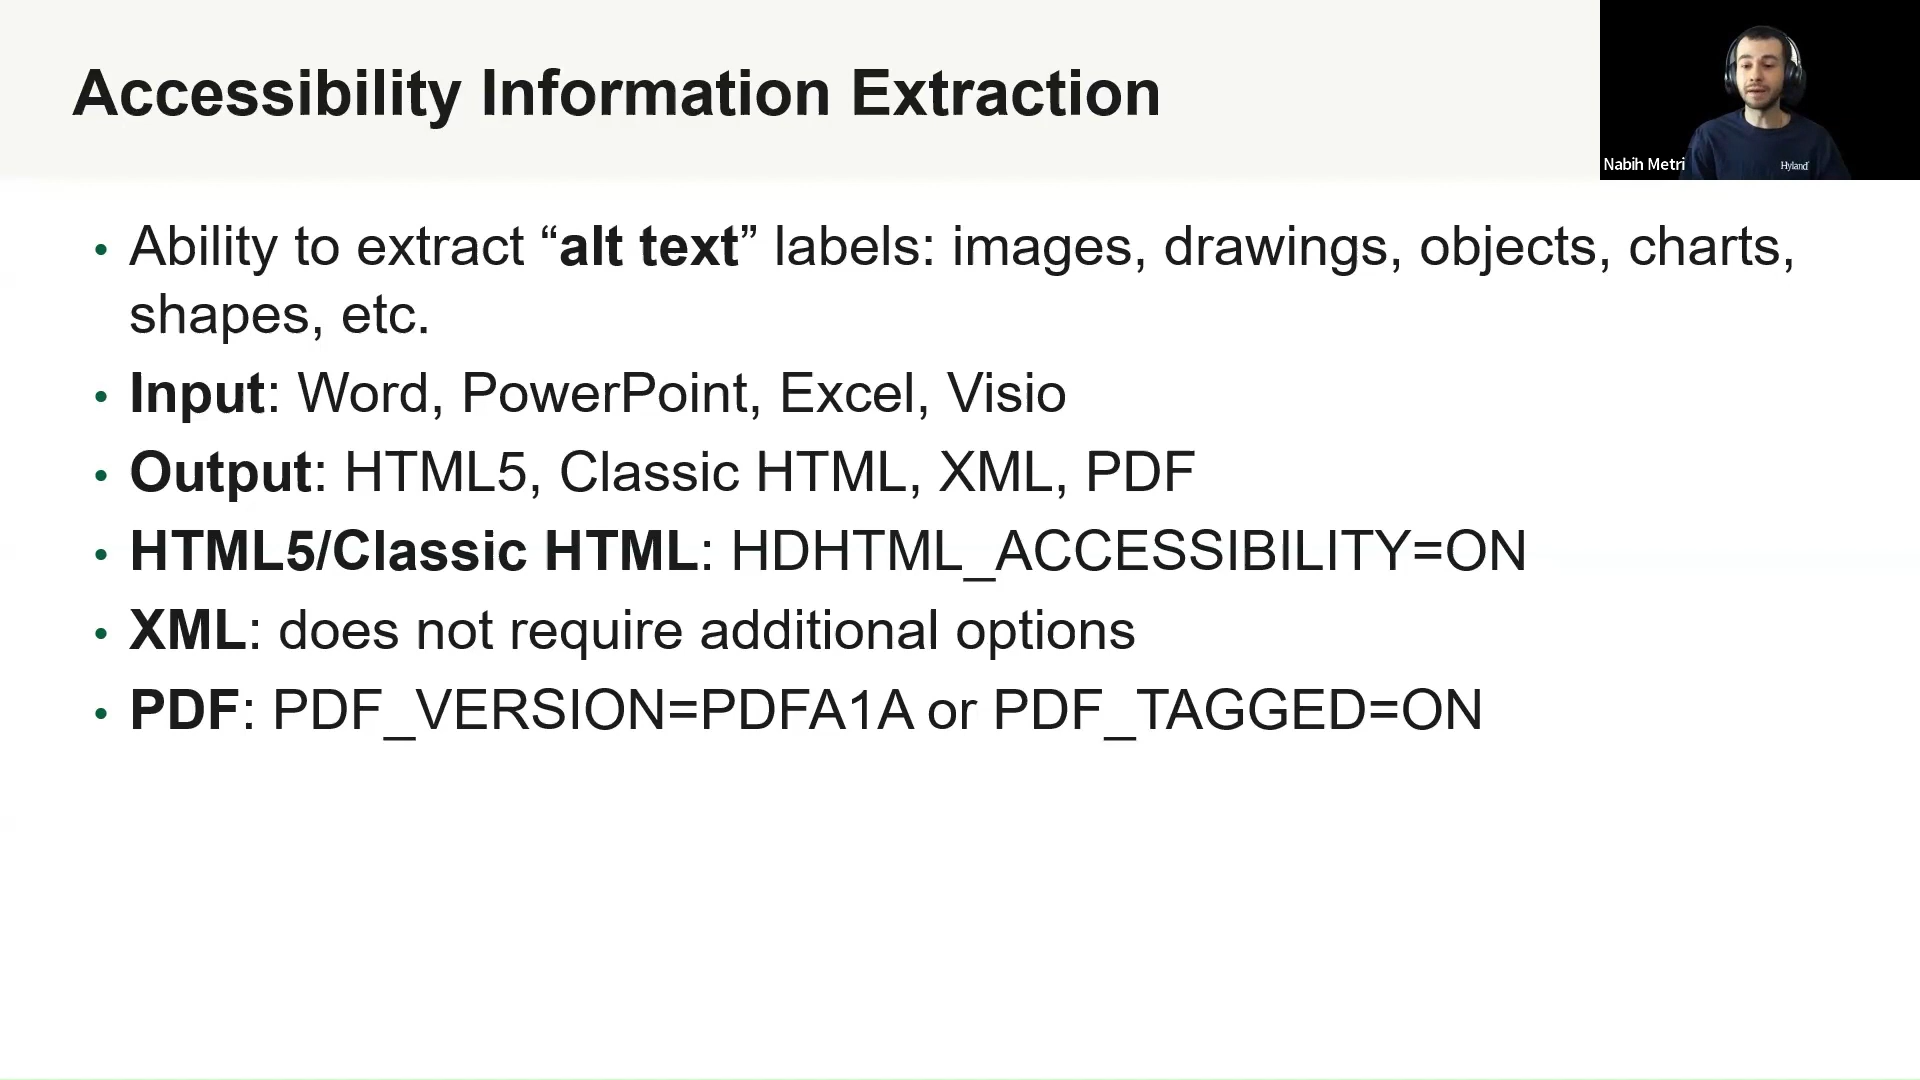 Accessibility Information Extraction
Nabih Metri
Hyland
• Ability to extract “alt text” labels: images, drawings, objects, charts,
shapes, etc.
• Input: Word, PowerPoint, Excel, Visio
• Output: HTML5, Classic HTML, XML, PDF
• HTML5/Classic HTML: HDHTML_ACCESSIBILITY=ON
• XML: does not require additional options
• PDF: PDF_VERSION=PDFA1A or PDF_TAGGED=ON